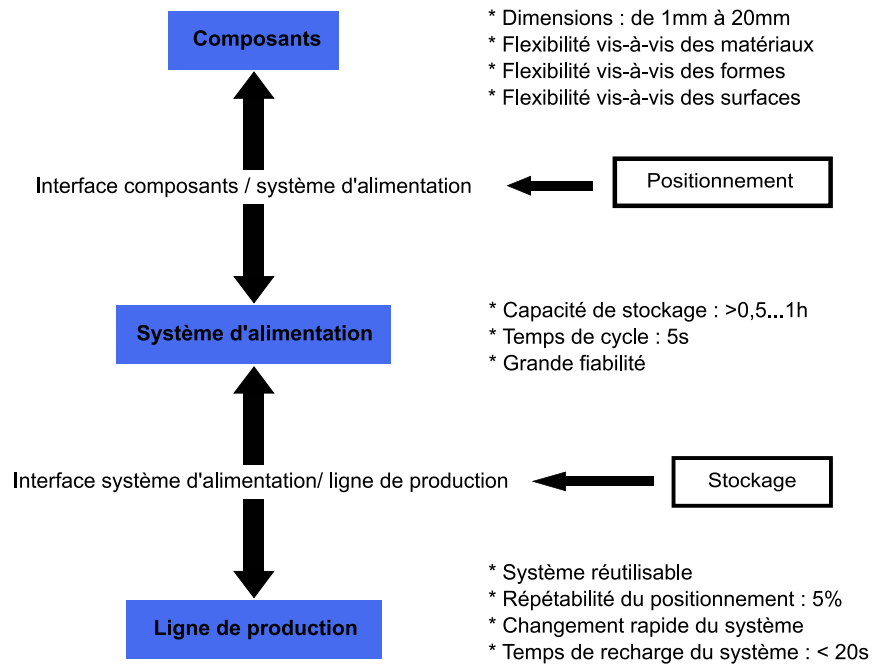 Composants
* Dimensions : de 1mm à 20mm
* Flexibilité vis-à-vis des matériaux
* Flexibilité vis-à-vis des formes
* Flexibilité vis-à-vis des surfaces
Interface composants / système d'alimentation
Positionnement
Système d'alimentation
* Capacité de stockage : >0,5...1h
* Temps de cycle : 5s
* Grande fiabilité
Interface système d'alimentation/ ligne de production
Stockage
Ligne de production
* Système réutilisable
* Répétabilité du positionnement : 5%
* Changement rapide du système
* Temps de recharge du système : < 20s